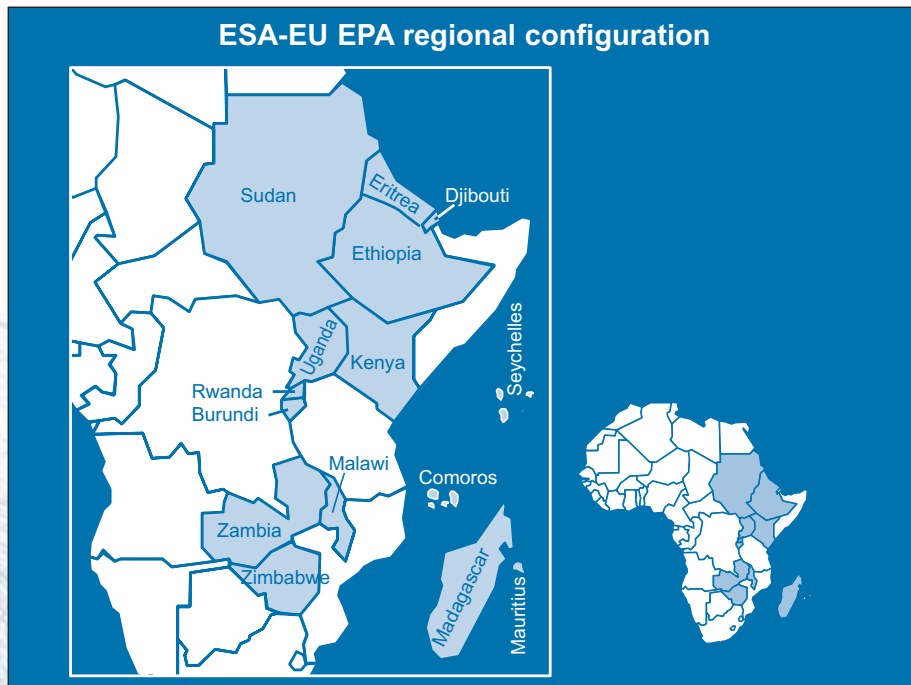 ESA-EU EPA regional configuration
Sudan
Eritrea
Djibouti
Ethiopia
Seychelles
Uganda
Kenya
Rwanda
Burundi
Malawi
Comoros
Zambia
Zimbabwe
Madagascar
Mauritius